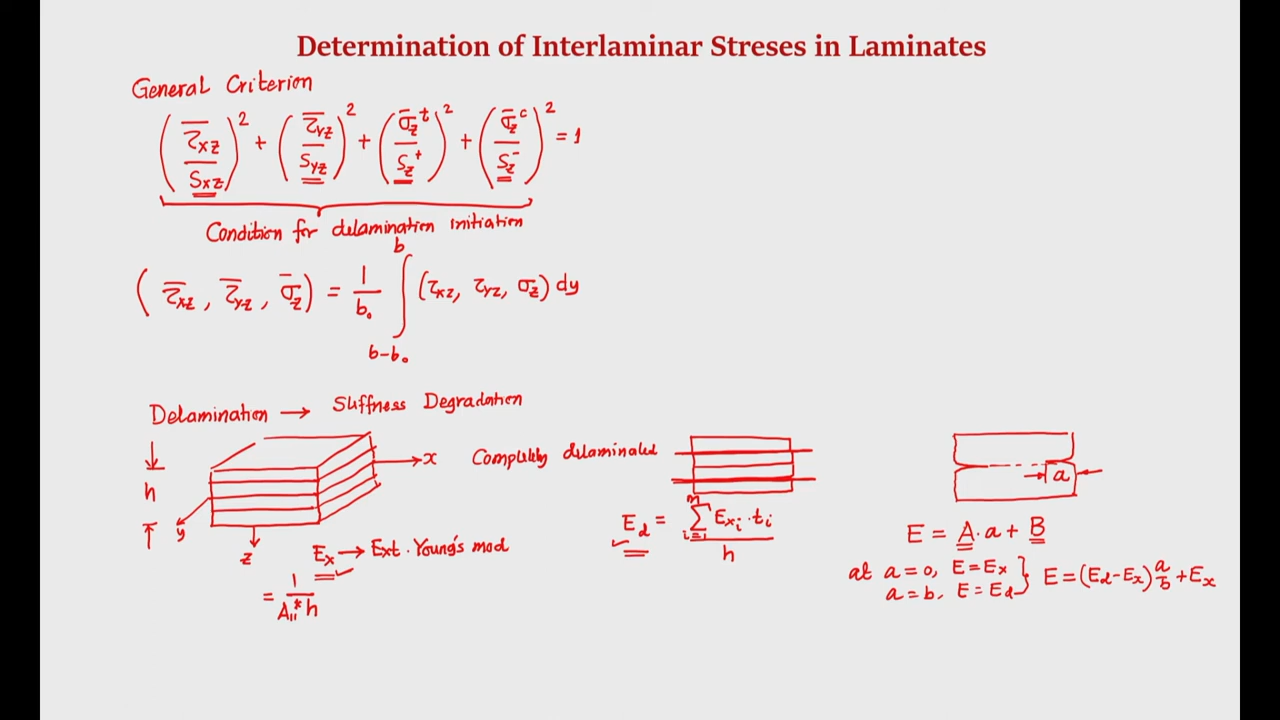 Determination of Interlaminar Streses in Laminates
General Criterion
(τ̅xz / Sxz)² + (τ̅yz / Syz)² + (σ̅z^t / Sz⁺)² + (σ̅z^c / Sz⁻)² = 1
Condition for delamination initiation
(τ̅xz, τ̅yz, σ̅z) = 1/b₀ ∫_{b-b₀}^{b} (τxz, τyz, σz) dy
Delamination → Stiffness Degradation
h
x
y
z
Completely delaminated
a
Ex → Ext. Young's mod
= 1 / (A₁₁* h)
Ed = Σ_{i=1}^{m} Exi · ti / h
E = A·a + B
at a = 0, E = Ex } E = (Ed - Ex) a/b + Ex
a = b, E = Ed